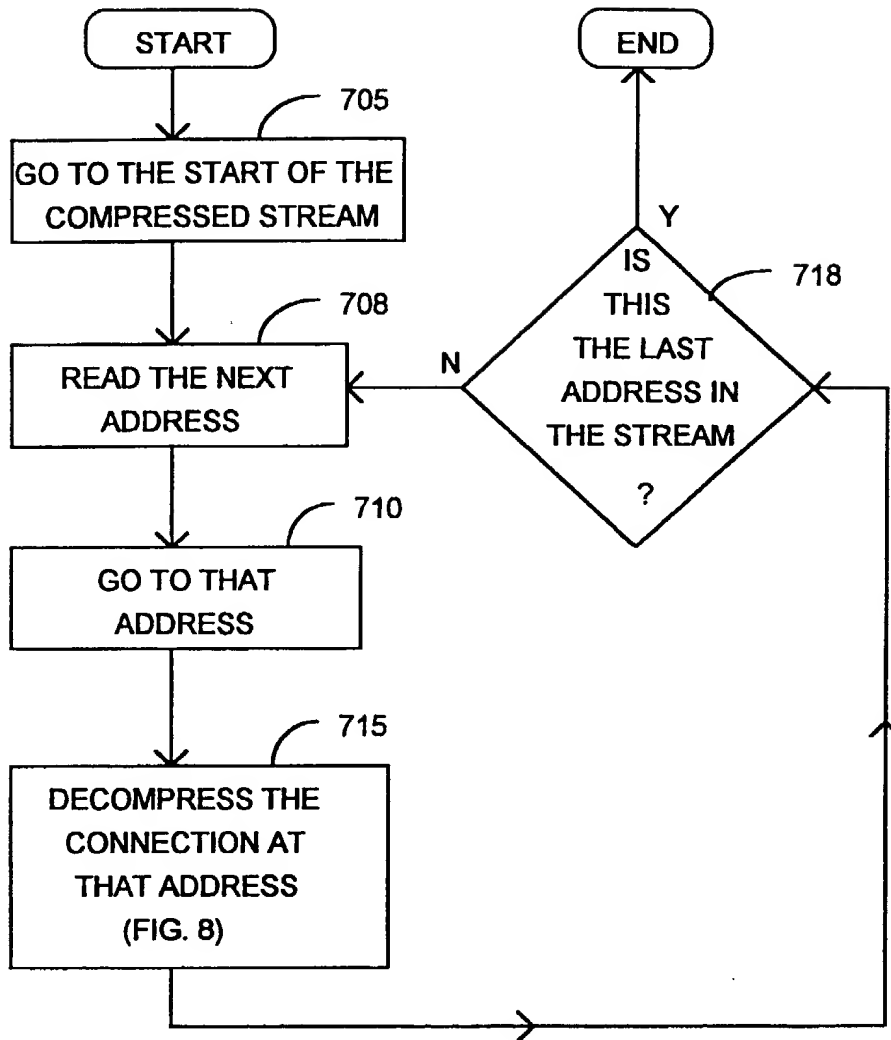 START
705
GO TO THE START OF THE
COMPRESSED STREAM
708
READ THE NEXT
ADDRESS
710
GO TO THAT
ADDRESS
715
DECOMPRESS THE
CONNECTION AT
THAT ADDRESS
(FIG. 8)
END
Y
718
IS
THIS
THE LAST
ADDRESS IN
THE STREAM
?
N